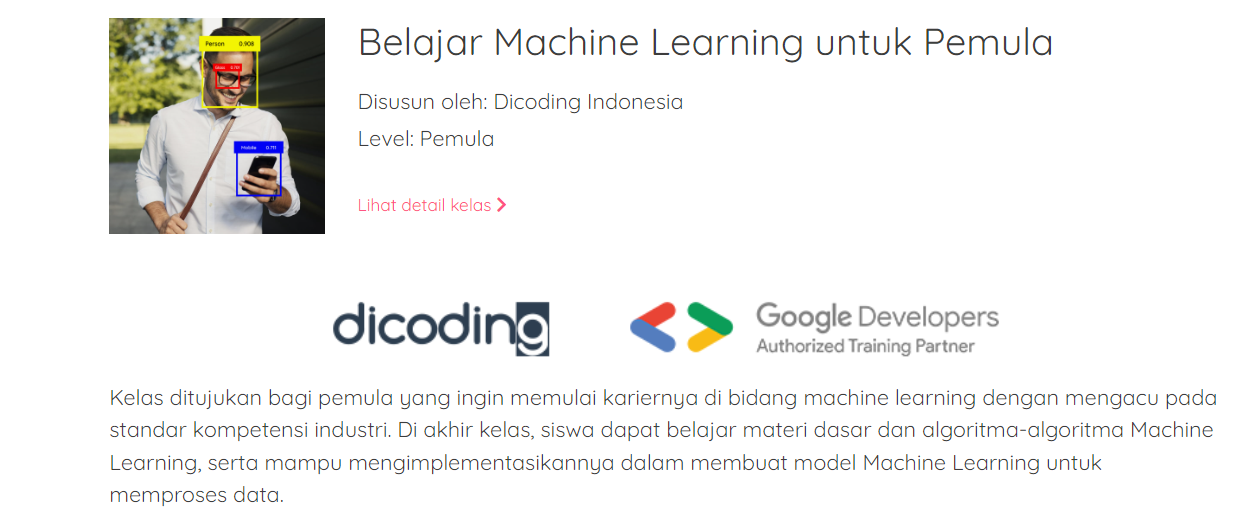 Person 0.908
0.782
Mobile 0.711
Belajar Machine Learning untuk Pemula
Disusun oleh: Dicoding Indonesia
Level: Pemula
Lihat detail kelas
dicoding
Google Developers
Authorized Training Partner
Kelas ditujukan bagi pemula yang ingin memulai kariernya di bidang machine learning dengan mengacu pada
standar kompetensi industri. Di akhir kelas, siswa dapat belajar materi dasar dan algoritma-algoritma Machine
Learning, serta mampu mengimplementasikannya dalam membuat model Machine Learning untuk
memproses data.